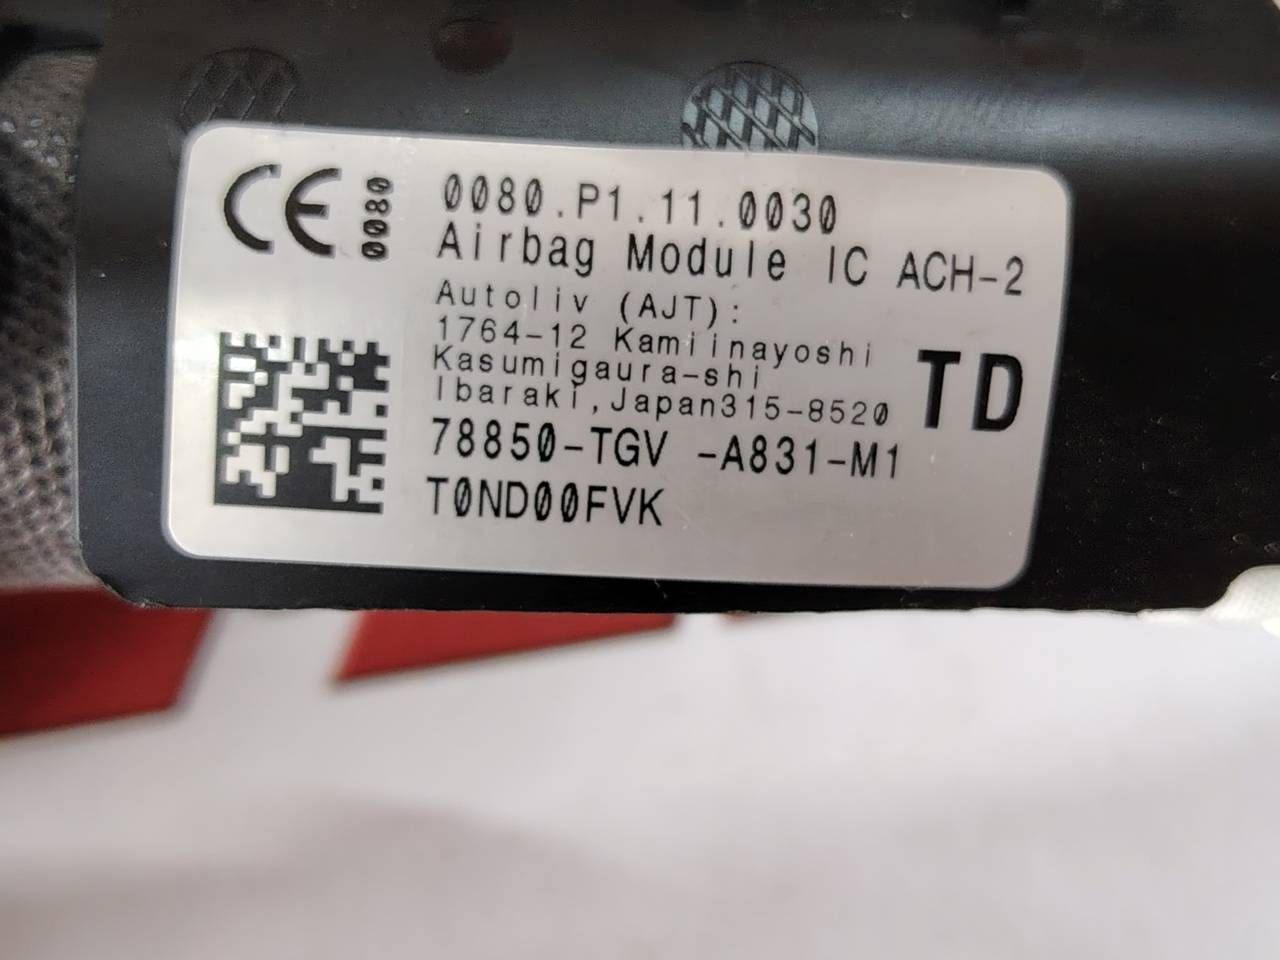 CE 0080
0080.P1.11.0030
Airbag Module IC ACH-2
Autoliv (AJT):
1764-12 Kamiinayoshi
Kasumigaura-shi
Ibaraki,Japan315-8520
TD
78850-TGV -A831-M1
T0ND00FVK